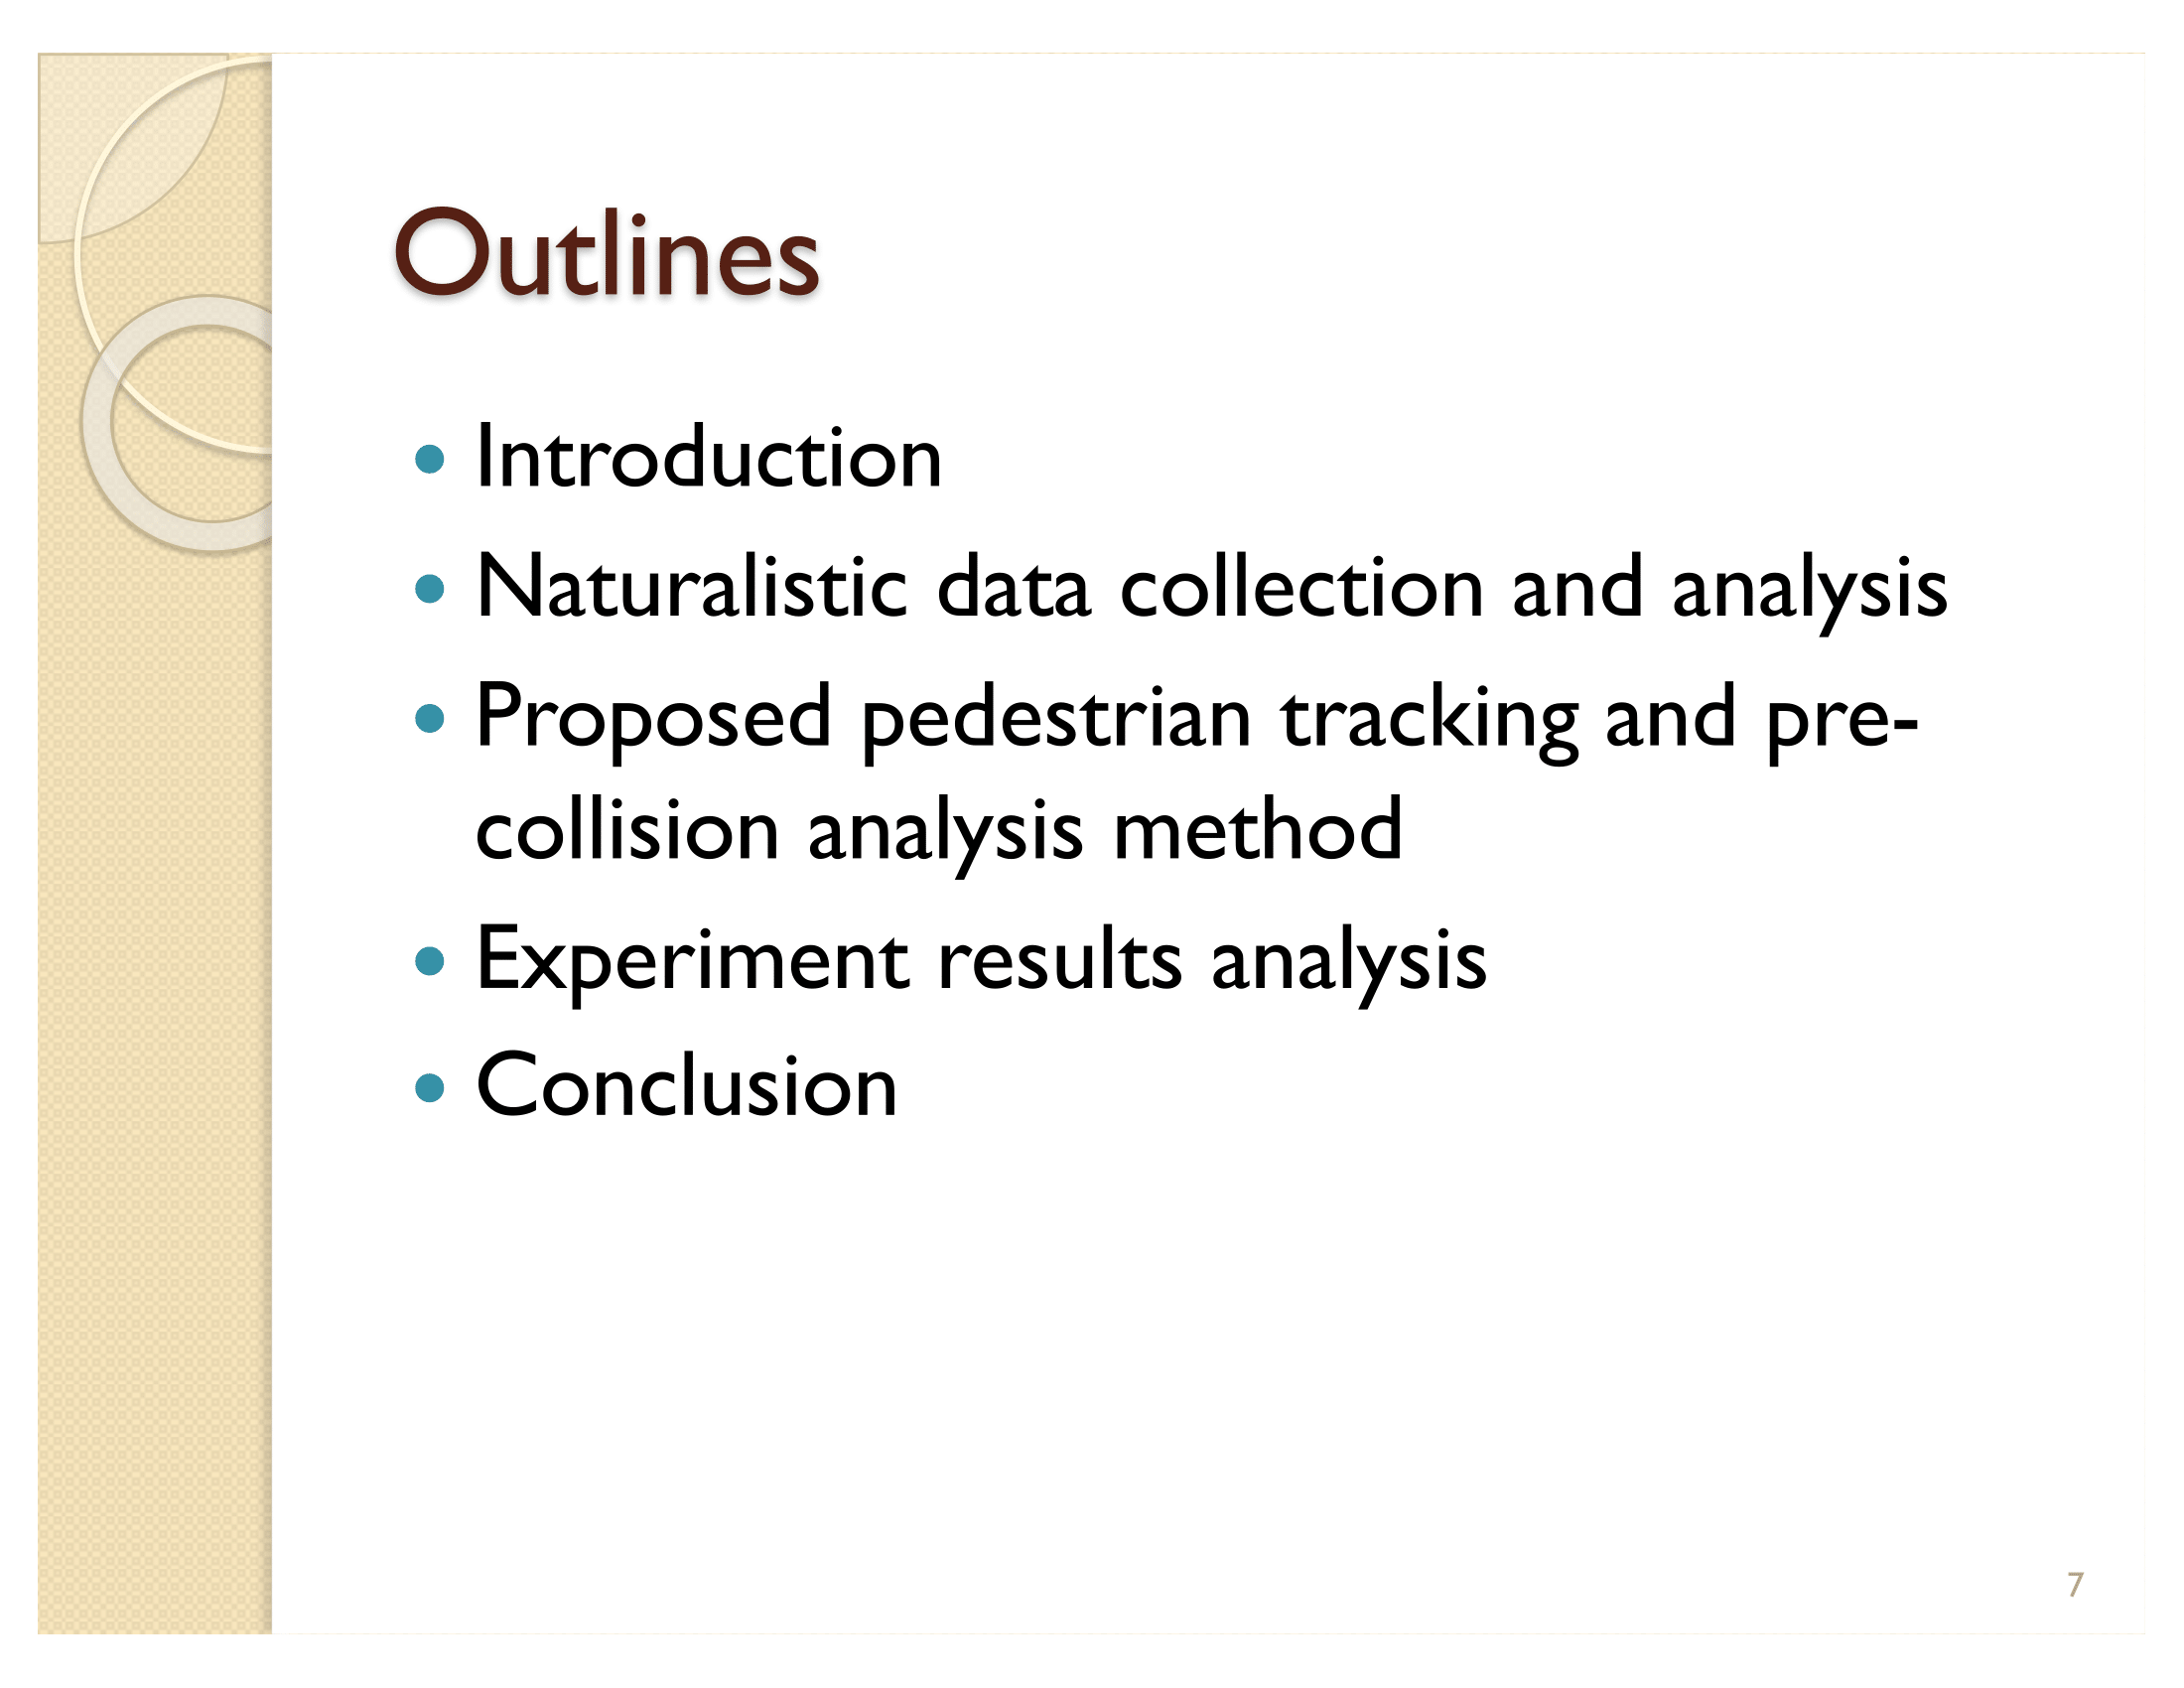 Outlines
• Introduction
• Naturalistic data collection and analysis
• Proposed pedestrian tracking and pre-
collision analysis method
• Experiment results analysis
• Conclusion
7